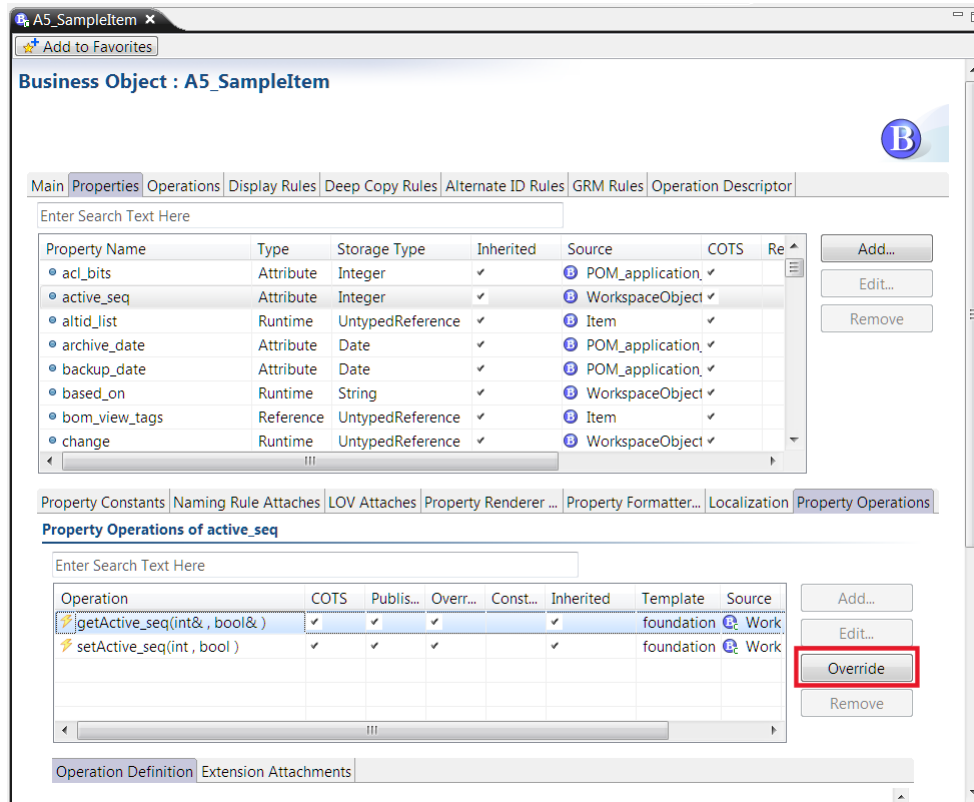 A5_SampleItem
Add to Favorites
Business Object : A5_SampleItem
B
Main Properties Operations Display Rules Deep Copy Rules Alternate ID Rules GRM Rules Operation Descriptor
Enter Search Text Here
Property Name Type Storage Type Inherited Source COTS Re
Add...
acl_bits Attribute Integer ✔ POM_application_ ✔
Edit...
active_seq Attribute Integer ✔ WorkspaceObject ✔
altid_list Runtime UntypedReference ✔ Item ✔
Remove
archive_date Attribute Date ✔ POM_application_ ✔
backup_date Attribute Date ✔ POM_application_ ✔
based_on Runtime String ✔ WorkspaceObject ✔
bom_view_tags Reference UntypedReference ✔ Item ✔
change Runtime UntypedReference ✔ WorkspaceObject ✔
Property Constants Naming Rule Attaches LOV Attaches Property Renderer ... Property Formatter... Localization Property Operations
Property Operations of active_seq
Enter Search Text Here
Operation COTS Publis... Overr... Const... Inherited Template Source
Add...
getActive_seq(int& , bool& ) ✔ ✔ ✔ ✔ foundation Work
Edit...
setActive_seq(int , bool ) ✔ ✔ ✔ ✔ foundation Work
Override
Remove
Operation Definition Extension Attachments